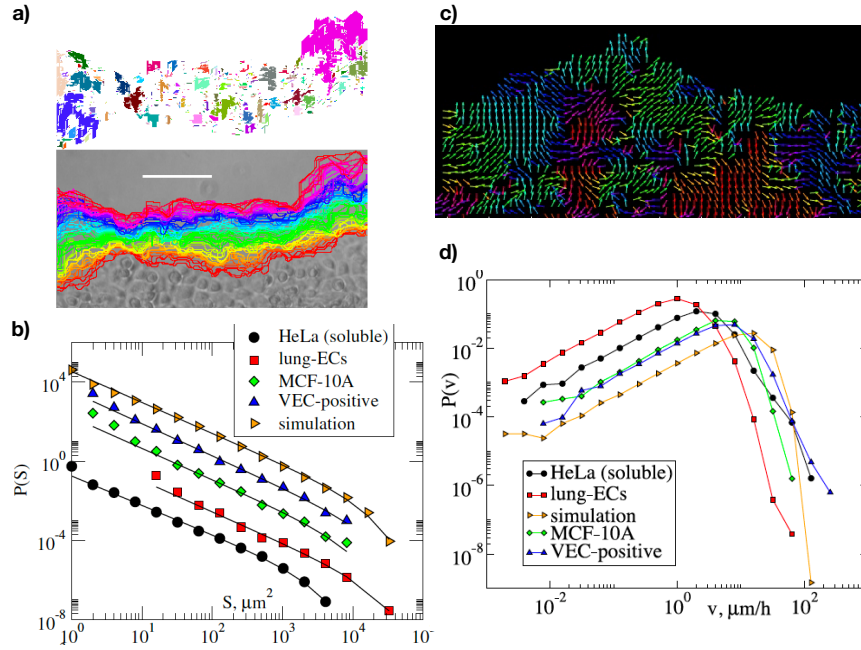 a)
c)
b)
HeLa (soluble)
lung-ECs
MCF-10A
VEC-positive
simulation
10^4
10^0
10^-4
10^-8
P(S)
S, μm^2
10^0
10^1
10^2
10^3
10^4
d)
10^0
10^-2
10^-4
10^-6
10^-8
P(v)
HeLa (soluble)
lung-ECs
simulation
MCF-10A
VEC-positive
10^-2
10^0
10^2
v, μm/h